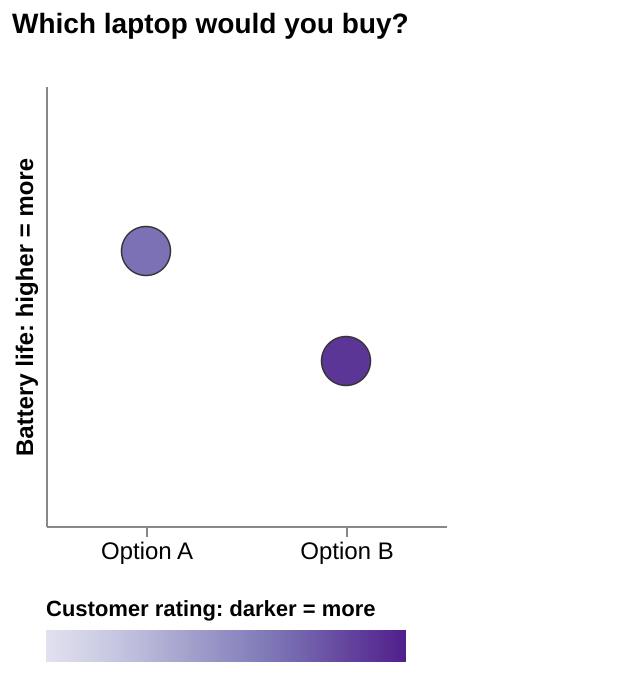 Which laptop would you buy?
Battery life: higher = more
Option A
Option B
Customer rating: darker = more